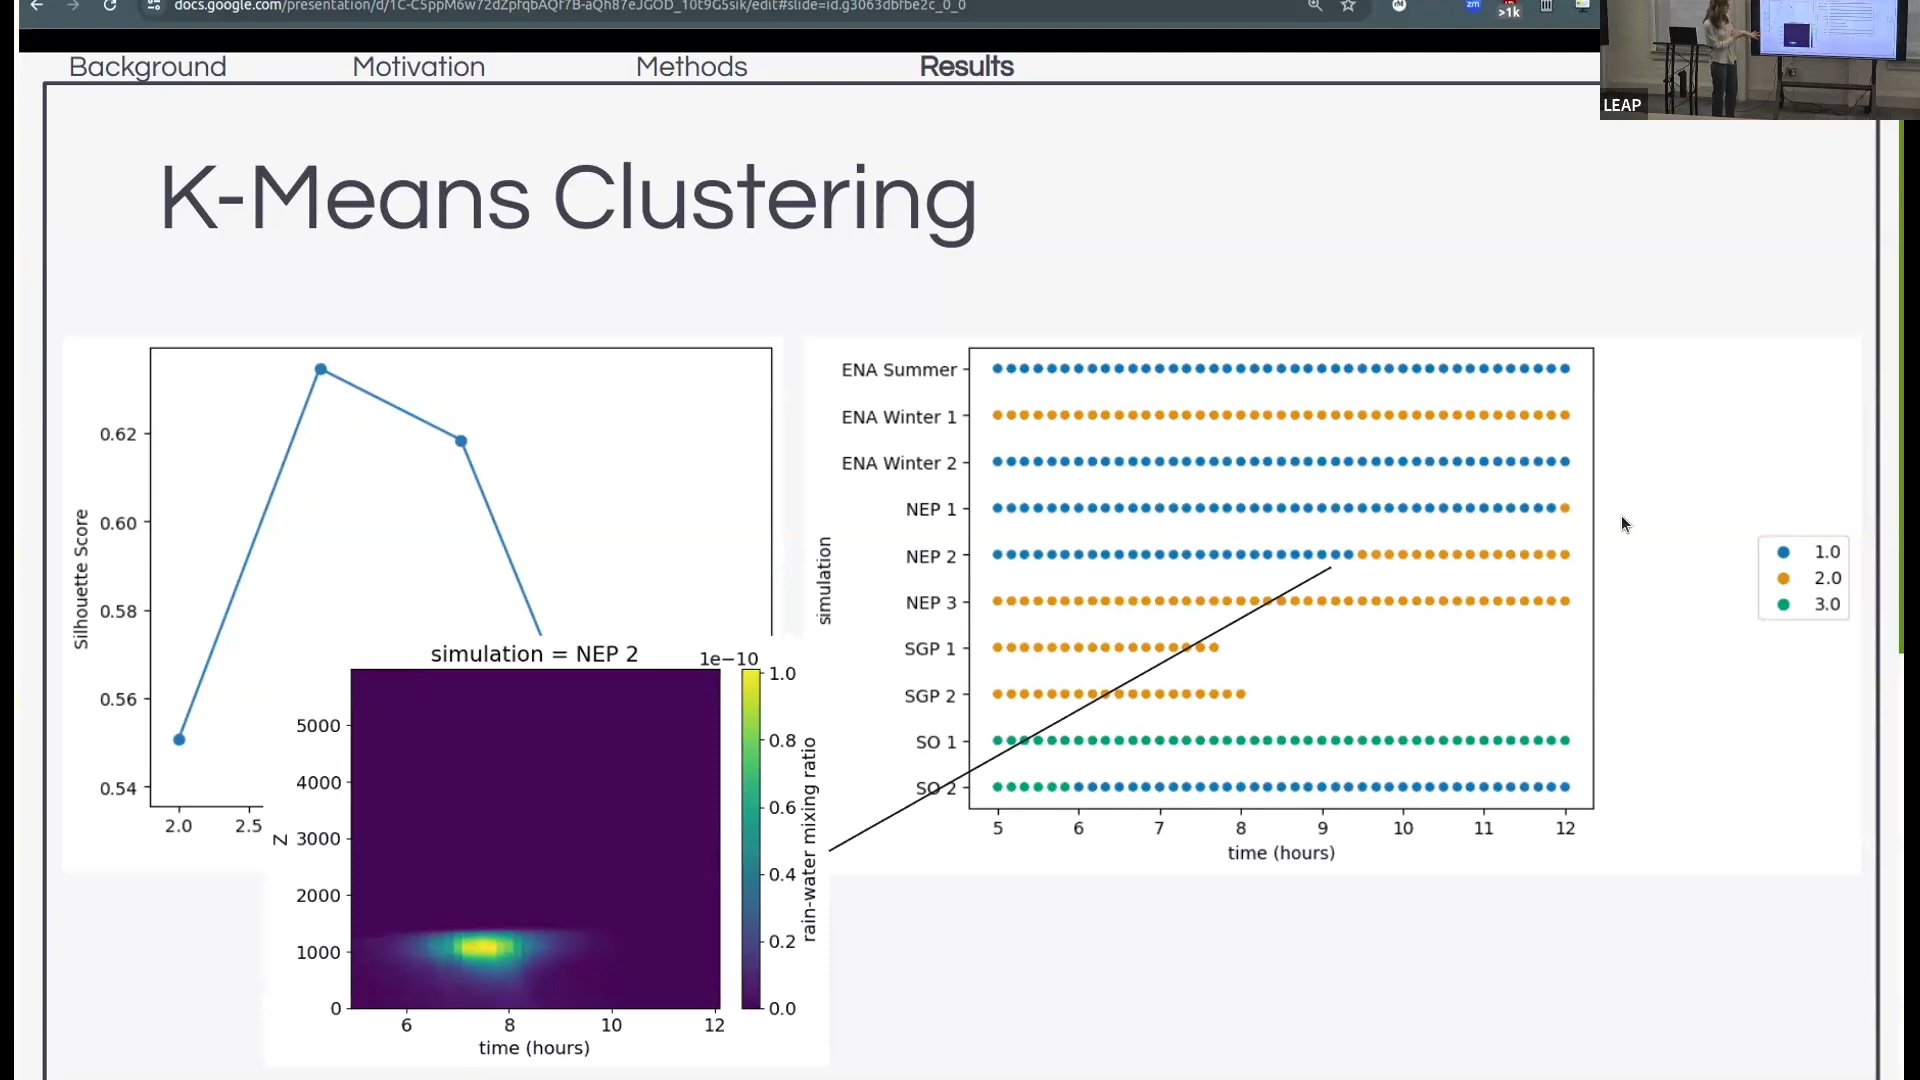 docs.google.com/presentation/d/1C-C5ppM6w72dZpfqbAQf7B-aQh87eJGOD_10t9G5sik/edit#slide=id.g3063dbfbe2c_0_0
zm
>1k
LEAP
Background
Motivation
Methods
Results
K-Means Clustering
Silhouette Score
0.62
0.60
0.58
0.56
0.54
2.0
2.5
simulation = NEP 2
1e−10
Z
5000
4000
3000
2000
1000
0
6
8
10
12
time (hours)
1.0
0.8
0.6
0.4
0.2
0.0
rain-water mixing ratio
simulation
ENA Summer
ENA Winter 1
ENA Winter 2
NEP 1
NEP 2
NEP 3
SGP 1
SGP 2
SO 1
SO 2
5
6
7
8
9
10
11
12
time (hours)
1.0
2.0
3.0